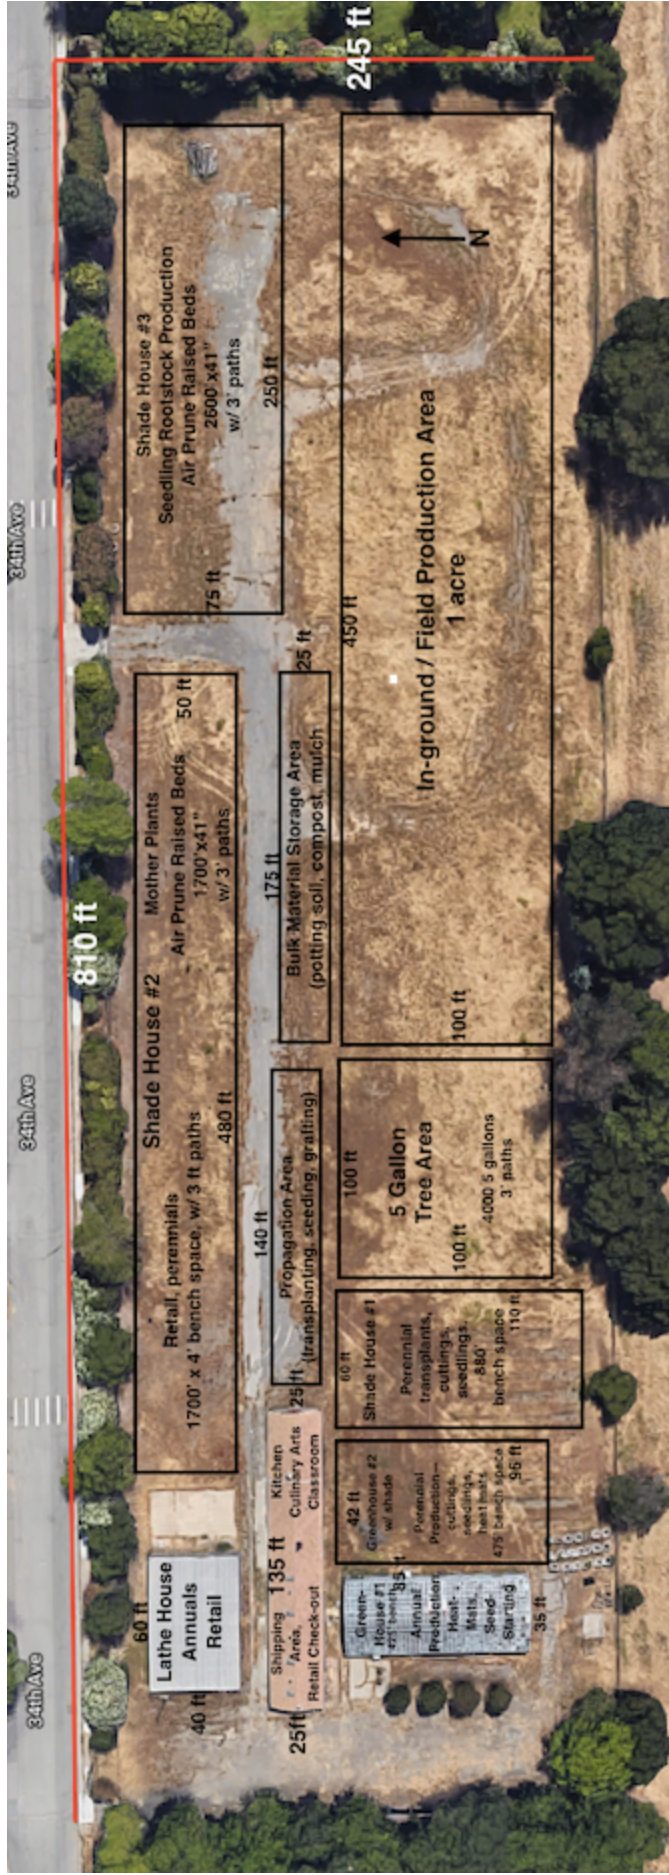 34th Ave
34th Ave
34th Ave
34th Ave
245 ft
810 ft
N
Shade House #3
Seedling Rootstock Production
Air Prune Raised Beds
2600'x41"
w/ 3' paths
250 ft
75 ft
In-ground / Field Production Area
1 acre
450 ft
100 ft
Shade House #2
Mother Plants
Air Prune Raised Beds
1700'x41"
w/ 3' paths
50 ft
Retail, perennials
1700' x 4' bench space, w/ 3 ft paths
480 ft
Bulk Material Storage Area
(potting soil, compost, mulch
175 ft
25 ft
Propagation Area
(transplanting, seeding, grafting)
140 ft
25 ft
5 Gallon
Tree Area
4000 5 gallons
3' paths
100 ft
100 ft
60 ft
Shade House #1
Perennial
transplants,
cuttings,
seedlings,
880'
bench space
110 ft
42 ft
Greenhouse #2
w/ shade
Perennial
Production—
cuttings,
seedlings,
heat mats
475' bench space
96 ft
Green-
House #1
bench
Annual
Production
Heat-
Mats,
Seed-
Starting
85 ft
35 ft
Kitchen
Culinary Arts
Classroom
135 ft
Shipping
Area,
Retail Check-out
25ft
Lathe House
Annuals
Retail
60 ft
40 ft